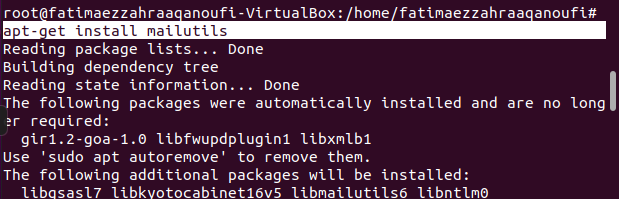 root@fatimaezzahraaqanoufi-VirtualBox:/home/fatimaezzahraaqanoufi#
apt-get install mailutils
Reading package lists... Done
Building dependency tree
Reading state information... Done
The following packages were automatically installed and are no long
er required:
  gir1.2-goa-1.0 libfwupdplugin1 libxmlb1
Use 'sudo apt autoremove' to remove them.
The following additional packages will be installed:
  libgsasl7 libkyotocabinet16v5 libmailutils6 libntlm0